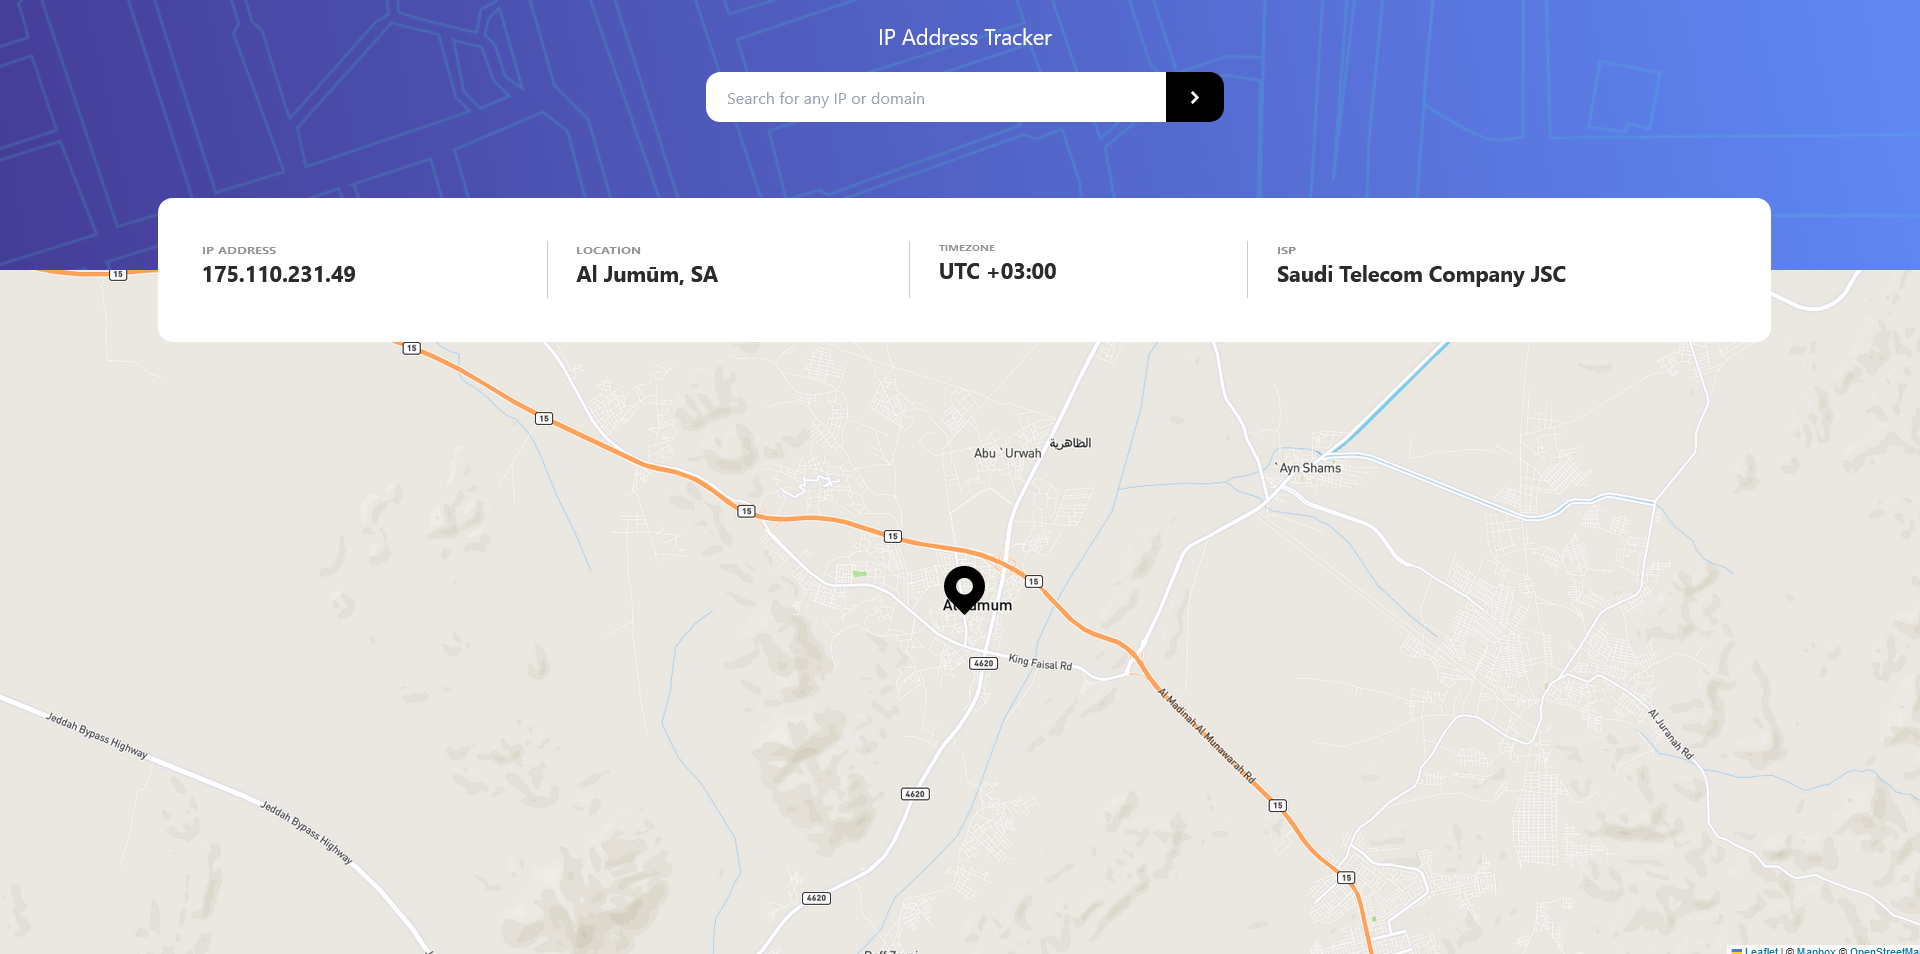 IP Address Tracker
Search for any IP or domain
IP ADDRESS
175.110.231.49
LOCATION
Al Jumūm, SA
TIMEZONE
UTC +03:00
ISP
Saudi Telecom Company JSC
15
15
15
الظاهرية
Abu `Urwah
`Ayn Shams
15
15
15
4620
King Faisal Rd
Al Madinah Al Munawarah Rd
Al Juranah Rd
Jeddah Bypass Highway
4620
15
Jeddah Bypass Highway
15
4620
Leaflet | © Mapbox © OpenStreetMa